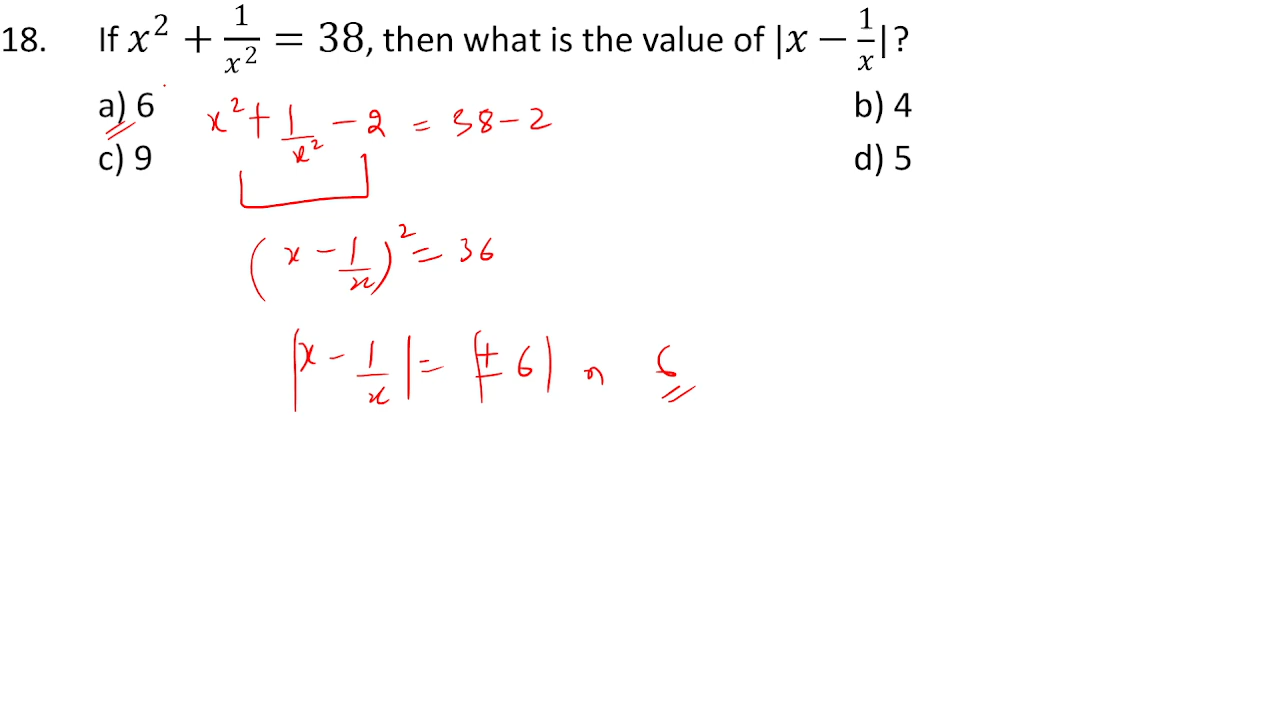 18. If x² + 1/x² = 38, then what is the value of |x − 1/x|?
a) 6 b) 4
c) 9 d) 5
x² + 1/x² − 2 = 38 − 2
(x − 1/x)² = 36
|x − 1/x| = |± 6| 6